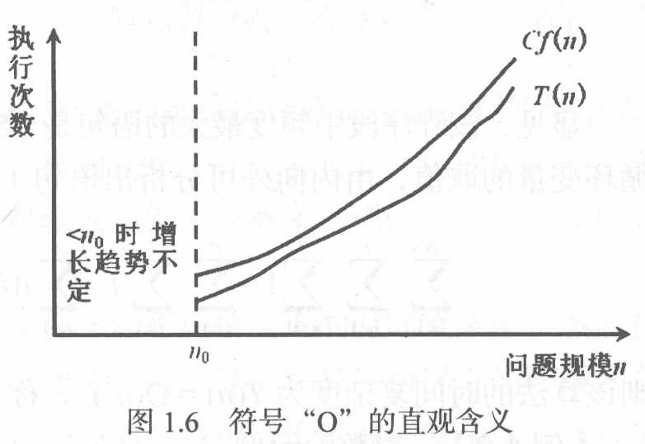 执行次数
Cf(n)
T(n)
<n₀ 时 增
长趋势不
定
n₀
问题规模n
图 1.6 符号“O”的直观含义